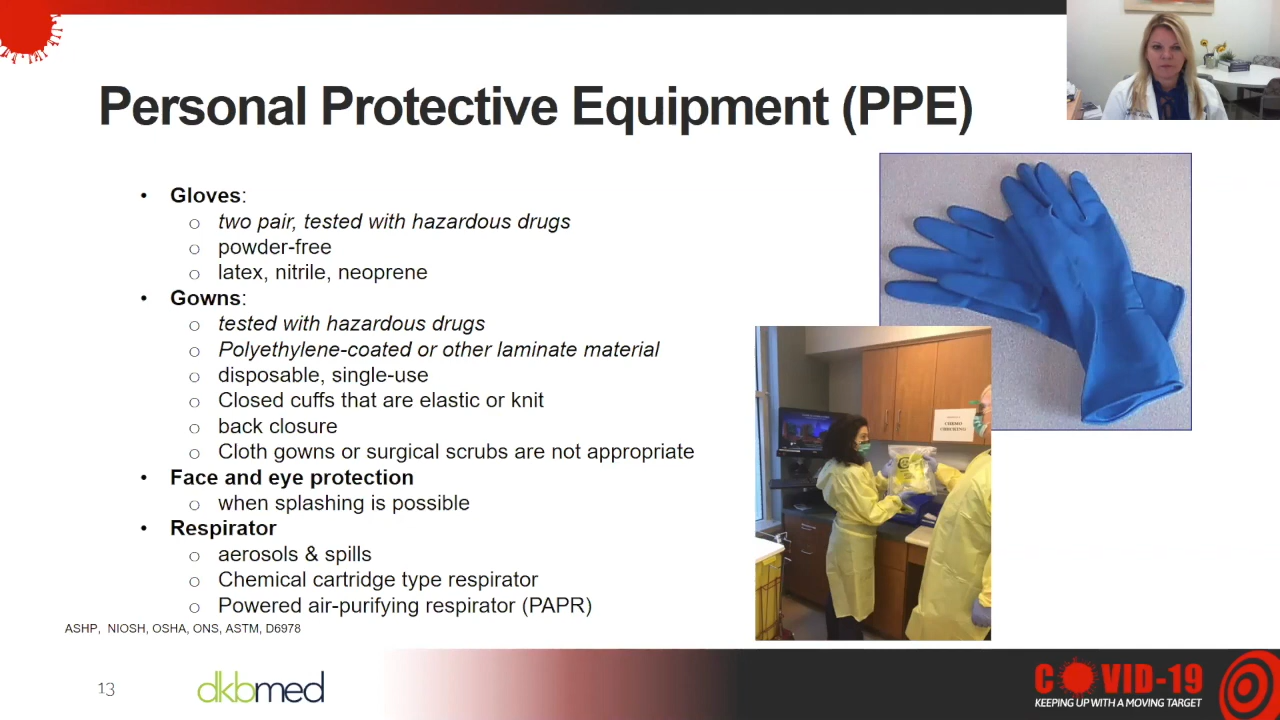 Personal Protective Equipment (PPE)
• Gloves:
○ two pair, tested with hazardous drugs
○ powder-free
○ latex, nitrile, neoprene
• Gowns:
○ tested with hazardous drugs
○ Polyethylene-coated or other laminate material
○ disposable, single-use
○ Closed cuffs that are elastic or knit
○ back closure
○ Cloth gowns or surgical scrubs are not appropriate
• Face and eye protection
○ when splashing is possible
• Respirator
○ aerosols & spills
○ Chemical cartridge type respirator
○ Powered air-purifying respirator (PAPR)
ASHP,  NIOSH, OSHA, ONS, ASTM, D6978
CHEMO
CHECKING
13
dkbmed
COVID-19
KEEPING UP WITH A MOVING TARGET